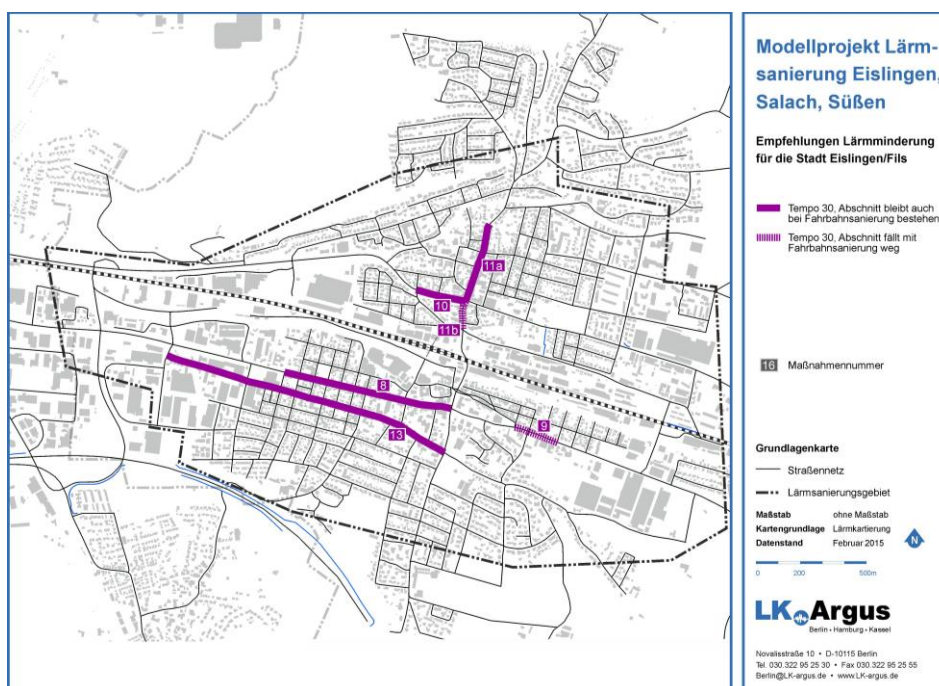 11a
10
11b
8
9
13
Modellprojekt Lärm-
sanierung Eislingen,
Salach, Süßen
Empfehlungen Lärmminderung
für die Stadt Eislingen/Fils
Tempo 30, Abschnitt bleibt auch
bei Fahrbahnsanierung bestehen
Tempo 30, Abschnitt fällt mit
Fahrbahnsanierung weg
16 Maßnahmennummer
Grundlagenkarte
Straßennetz
Lärmsanierungsgebiet
Maßstab ohne Maßstab
Kartengrundlage Lärmkartierung
Datenstand Februar 2015
N
0 200 500m
LK Argus
Berlin • Hamburg • Kassel
Novalisstraße 10 • D-10115 Berlin
Tel. 030.322 95 25 30 • Fax 030.322 95 25 55
Berlin@LK-argus.de • www.LK-argus.de